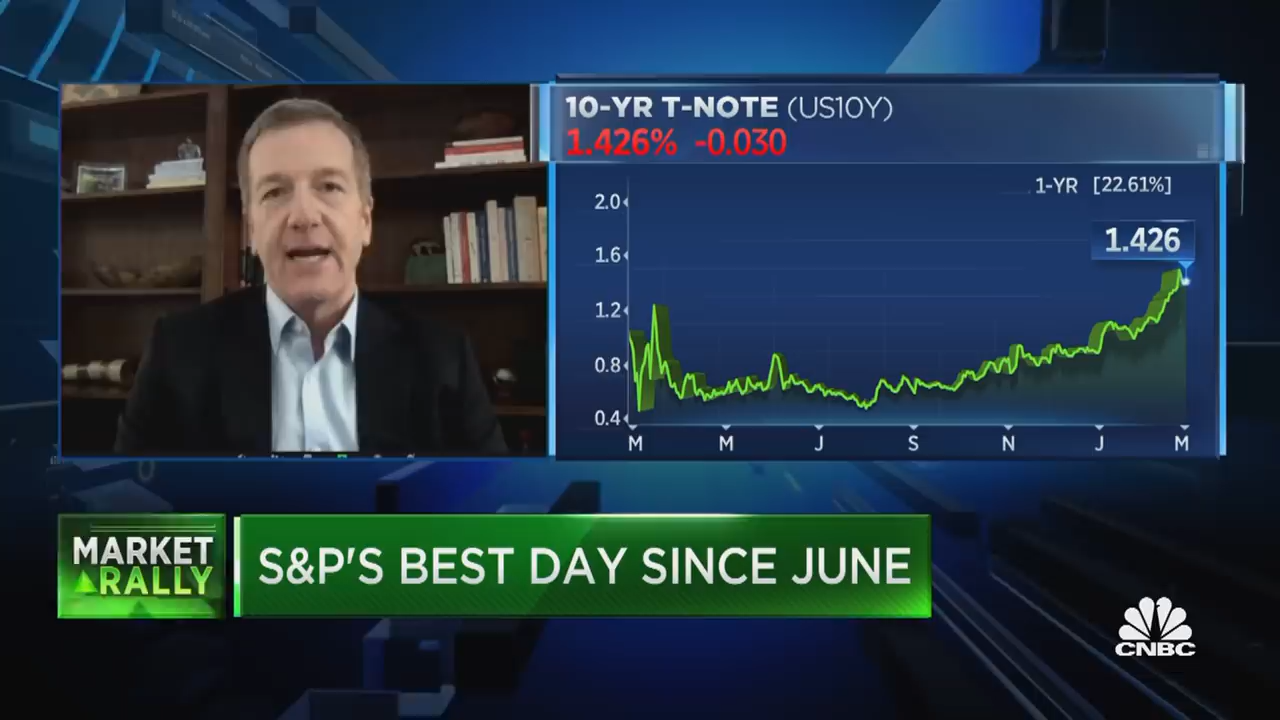 10-YR T-NOTE (US10Y)
1.426% -0.030
1-YR [22.61%]
1.426
2.0
1.6
1.2
0.8
0.4
M M J S N J M
MARKET
RALLY
S&P'S BEST DAY SINCE JUNE
CNBC